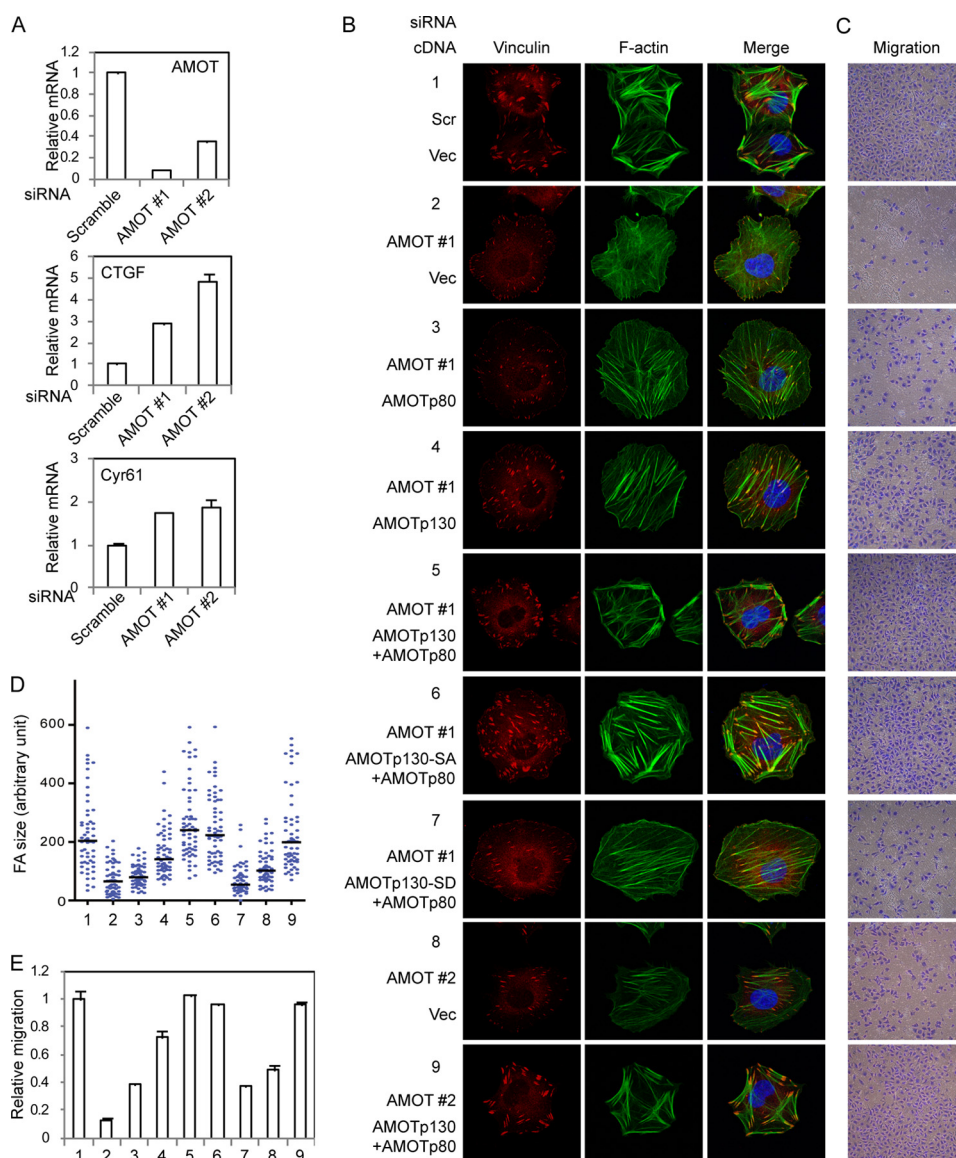 A
1.2
1
0.8
0.6
0.4
0.2
0
Relative mRNA
AMOT
siRNA
Scramble
AMOT #1
AMOT #2
6
5
4
3
2
1
0
Relative mRNA
CTGF
siRNA
Scramble
AMOT #1
AMOT #2
3
2
1
0
Relative mRNA
Cyr61
siRNA
Scramble
AMOT #1
AMOT #2
B
siRNA
cDNA Vinculin F-actin Merge
1
Scr
Vec
2
AMOT #1
Vec
3
AMOT #1
AMOTp80
4
AMOT #1
AMOTp130
5
AMOT #1
AMOTp130
+AMOTp80
6
AMOT #1
AMOTp130-SA
+AMOTp80
7
AMOT #1
AMOTp130-SD
+AMOTp80
8
AMOT #2
Vec
9
AMOT #2
AMOTp130
+AMOTp80
C
Migration
D
FA size (arbitrary unit)
600
400
200
0
1 2 3 4 5 6 7 8 9
E
Relative migration
1.2
1
0.8
0.6
0.4
0.2
0
1 2 3 4 5 6 7 8 9